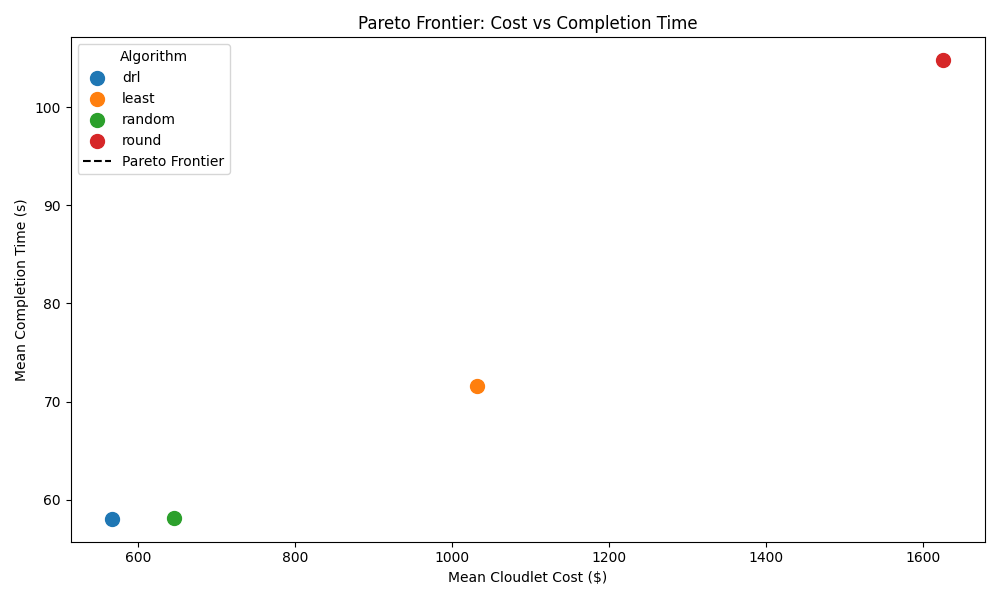 Pareto Frontier: Cost vs Completion Time
Algorithm
drl
least
random
round
Pareto Frontier
Mean Completion Time (s)
100
90
80
70
60
600 800 1000 1200 1400 1600
Mean Cloudlet Cost ($)